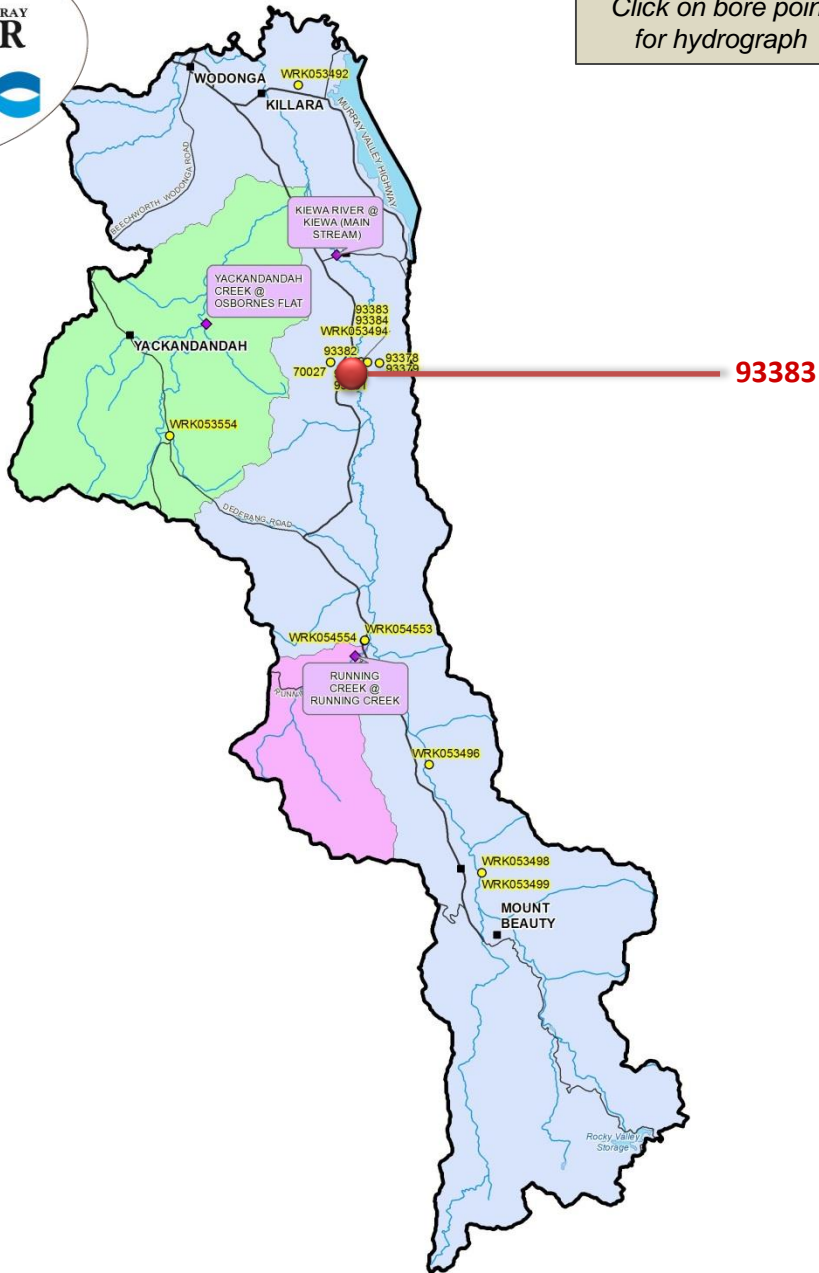 RAY
R
Click on bore poin
for hydrograph
WODONGA
WRK053492
KILLARA
MURRAY VALLEY HIGHWAY
BEECHWORTH WODONGA ROAD
KIEWA RIVER @
KIEWA (MAIN
STREAM)
YACKANDANDAH
CREEK @
OSBORNES FLAT
93383
93384
WRK053494
YACKANDANDAH
93382
93378
70027
93379
93383
WRK053554
DEDERANG ROAD
WRK054554
WRK054553
RUNNING
CREEK @
RUNNING CREEK
WRK053496
WRK053498
WRK053499
MOUNT
BEAUTY
Rocky Valley
Storage